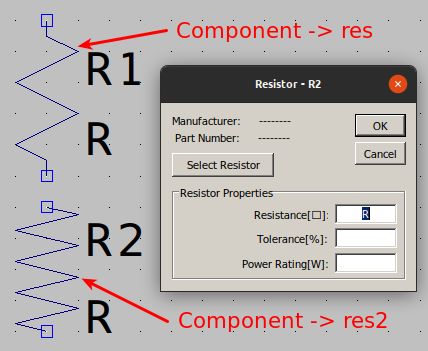 Component -> res
R1
R
Resistor - R2
Manufacturer: --------
Part Number: --------
OK
Cancel
Select Resistor
Resistor Properties
Resistance[□]: R
Tolerance[%]:
Power Rating[W]:
R2
R
Component -> res2